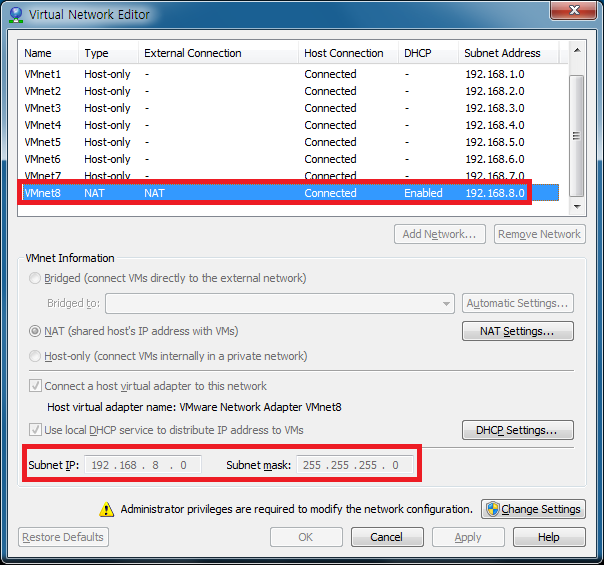 Virtual Network Editor
Name Type External Connection Host Connection DHCP Subnet Address
VMnet1 Host-only - Connected - 192.168.1.0
VMnet2 Host-only - Connected - 192.168.2.0
VMnet3 Host-only - Connected - 192.168.3.0
VMnet4 Host-only - Connected - 192.168.4.0
VMnet5 Host-only - Connected - 192.168.5.0
VMnet6 Host-only - Connected - 192.168.6.0
VMnet7 Host-only - Connected - 192.168.7.0
VMnet8 NAT NAT Connected Enabled 192.168.8.0
Add Network... Remove Network
VMnet Information
Bridged (connect VMs directly to the external network)
Bridged to: Automatic Settings...
NAT (shared host's IP address with VMs) NAT Settings...
Host-only (connect VMs internally in a private network)
Connect a host virtual adapter to this network
Host virtual adapter name: VMware Network Adapter VMnet8
Use local DHCP service to distribute IP address to VMs DHCP Settings...
Subnet IP: 192 . 168 . 8 . 0 Subnet mask: 255 . 255 . 255 . 0
Administrator privileges are required to modify the network configuration. Change Settings
Restore Defaults OK Cancel Apply Help